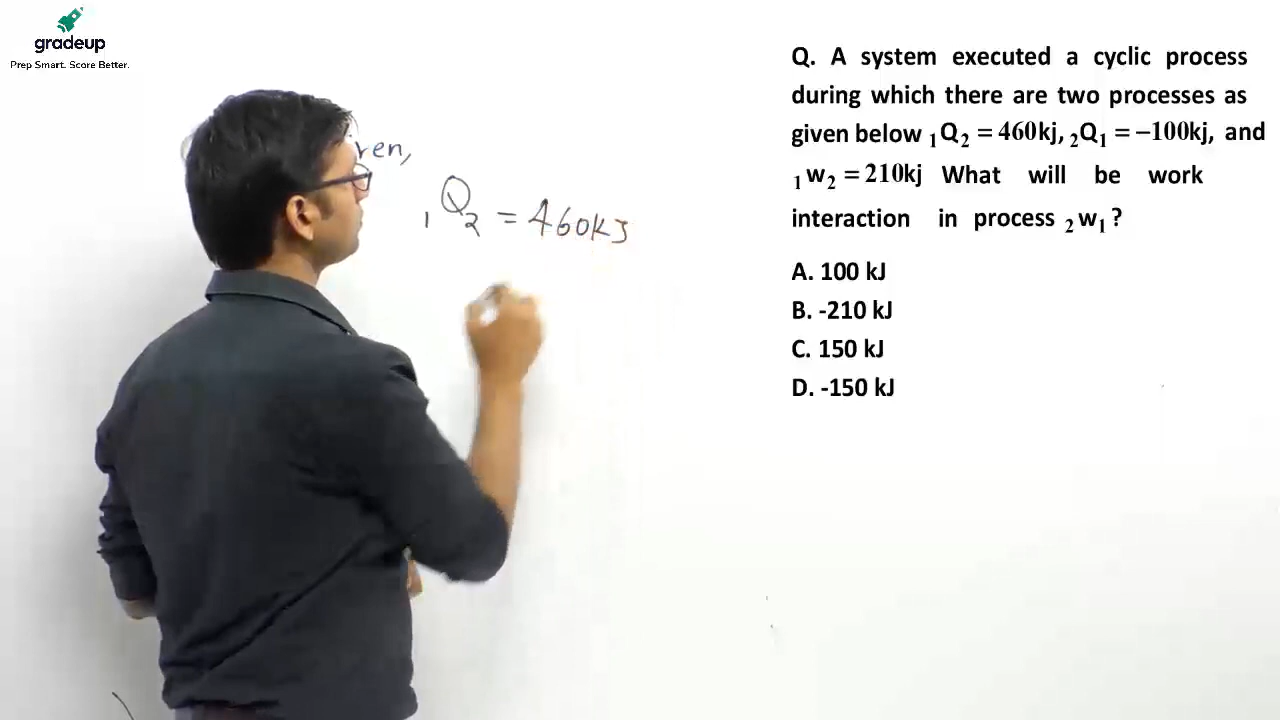 gradeup
Prep Smart. Score Better.
Q. A system executed a cyclic process
during which there are two processes as
given below ₁Q₂ = 460kj, ₂Q₁ = −100kj, and
₁w₂ = 210kj What will be work
interaction in process ₂w₁?
A. 100 kJ
B. -210 kJ
C. 150 kJ
D. -150 kJ
₁Q₂ = 460kJ